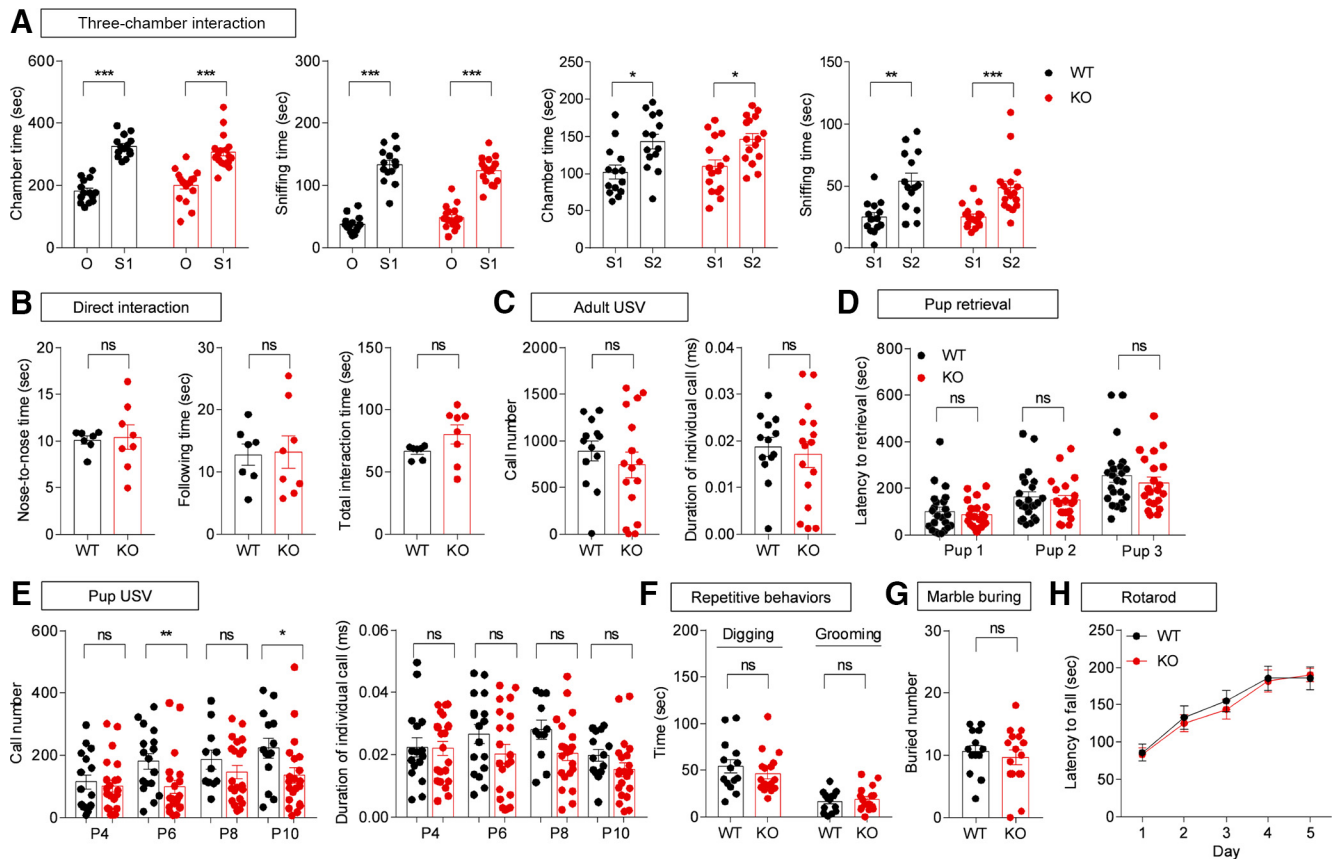 A Three-chamber interaction
Chamber time (sec)
600
400
200
0
*** ***
O S1 O S1
Sniffing time (sec)
300
200
100
0
*** ***
O S1 O S1
Chamber time (sec)
250
200
150
100
50
0
* *
S1 S2 S1 S2
Sniffing time (sec)
150
100
50
0
** ***
S1 S2 S1 S2
WT
KO
B Direct interaction
Nose-to-nose time (sec)
20
15
10
5
0
ns
WT KO
Following time (sec)
30
20
10
0
ns
WT KO
Total interaction time (sec)
150
100
50
0
ns
WT KO
C Adult USV
Call number
2000
1500
1000
500
0
ns
WT KO
Duration of individual call (ms)
0.04
0.03
0.02
0.01
0.00
ns
WT KO
D Pup retrieval
WT
KO
Latency to retrieval (sec)
800
600
400
200
0
ns ns ns
Pup 1 Pup 2 Pup 3
E Pup USV
Call number
600
400
200
0
ns ** ns *
P4 P6 P8 P10
Duration of individual call (ms)
0.06
0.04
0.02
0.00
ns ns ns ns
P4 P6 P8 P10
F Repetitive behaviors
Digging Grooming
Time (sec)
200
150
100
50
0
ns ns
WT KO WT KO
G Marble buring
Buried number
30
20
10
0
ns
WT KO
H Rotarod
WT
KO
Latency to fall (sec)
250
200
150
100
50
0
1 2 3 4 5
Day